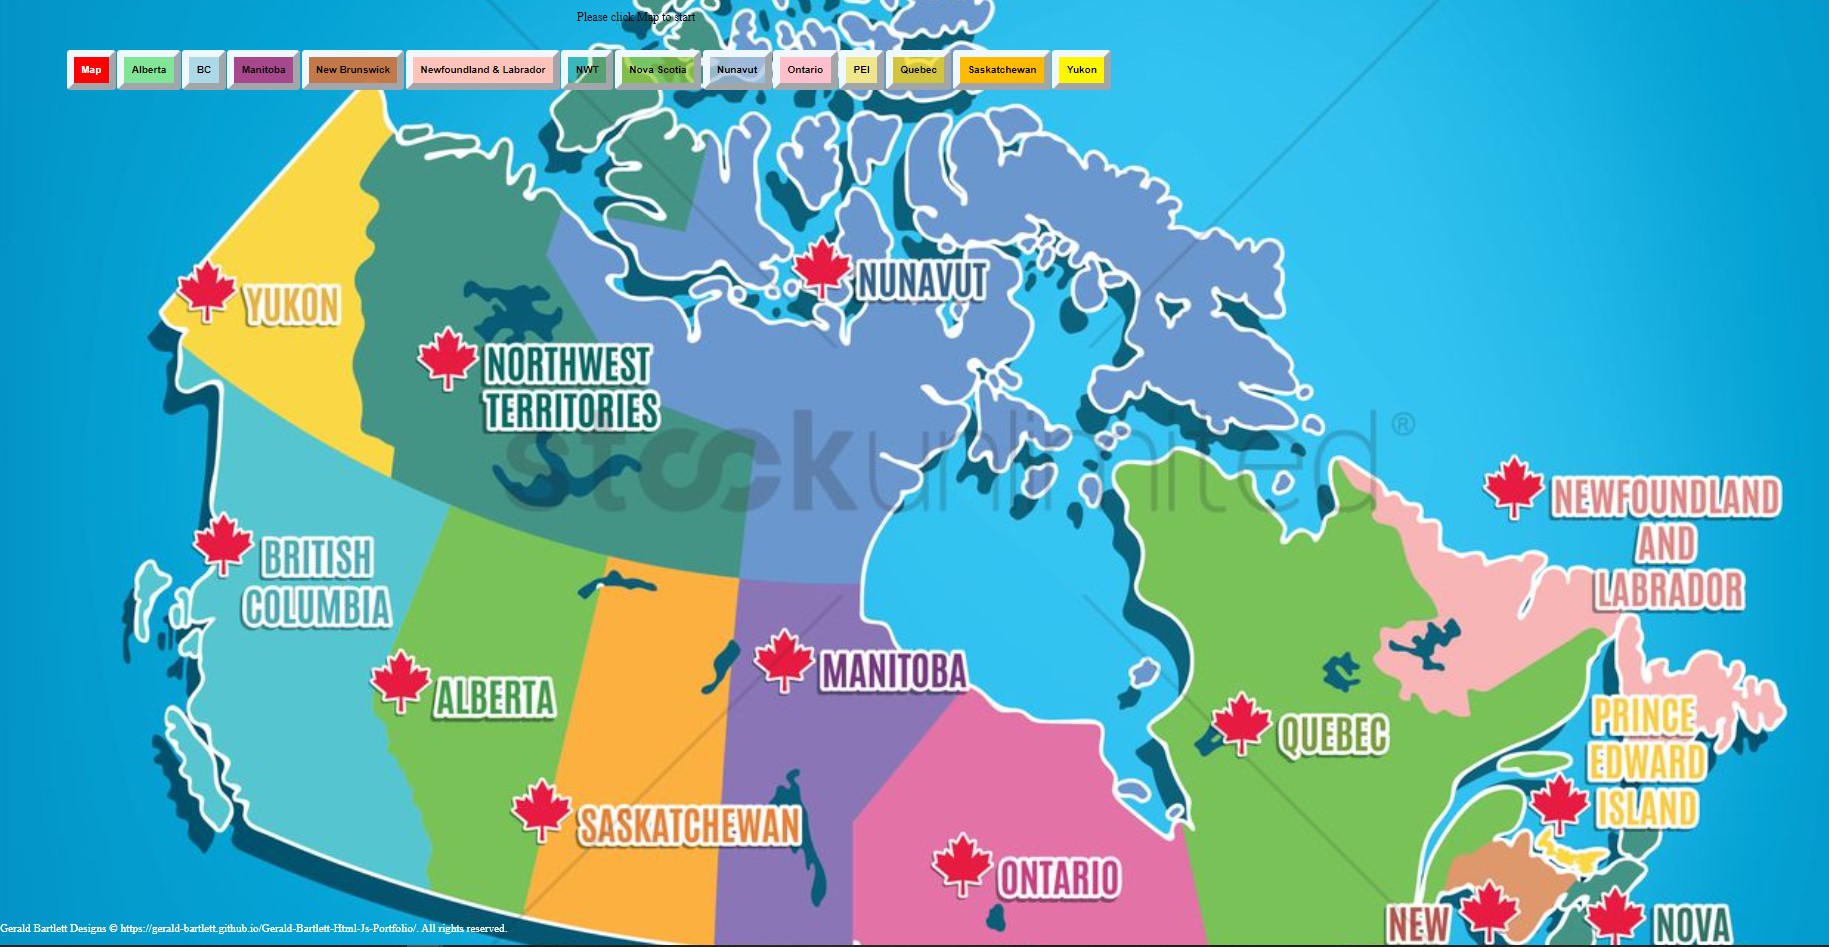 Please click Map to start
Map Alberta BC Manitoba New Brunswick Newfoundland & Labrador NWT Nova Scotia Nunavut Ontario PEI Quebec Saskatchewan Yukon
NUNAVUT
YUKON
NORTHWEST
TERRITORIES
stockunlimited®
NEWFOUNDLAND
AND
LABRADOR
BRITISH
COLUMBIA
MANITOBA
ALBERTA
QUEBEC
PRINCE
EDWARD
ISLAND
SASKATCHEWAN
ONTARIO
NEW
NOVA
Gerald Bartlett Designs © https://gerald-bartlett.github.io/Gerald-Bartlett-Html-Js-Portfolio/. All rights reserved.